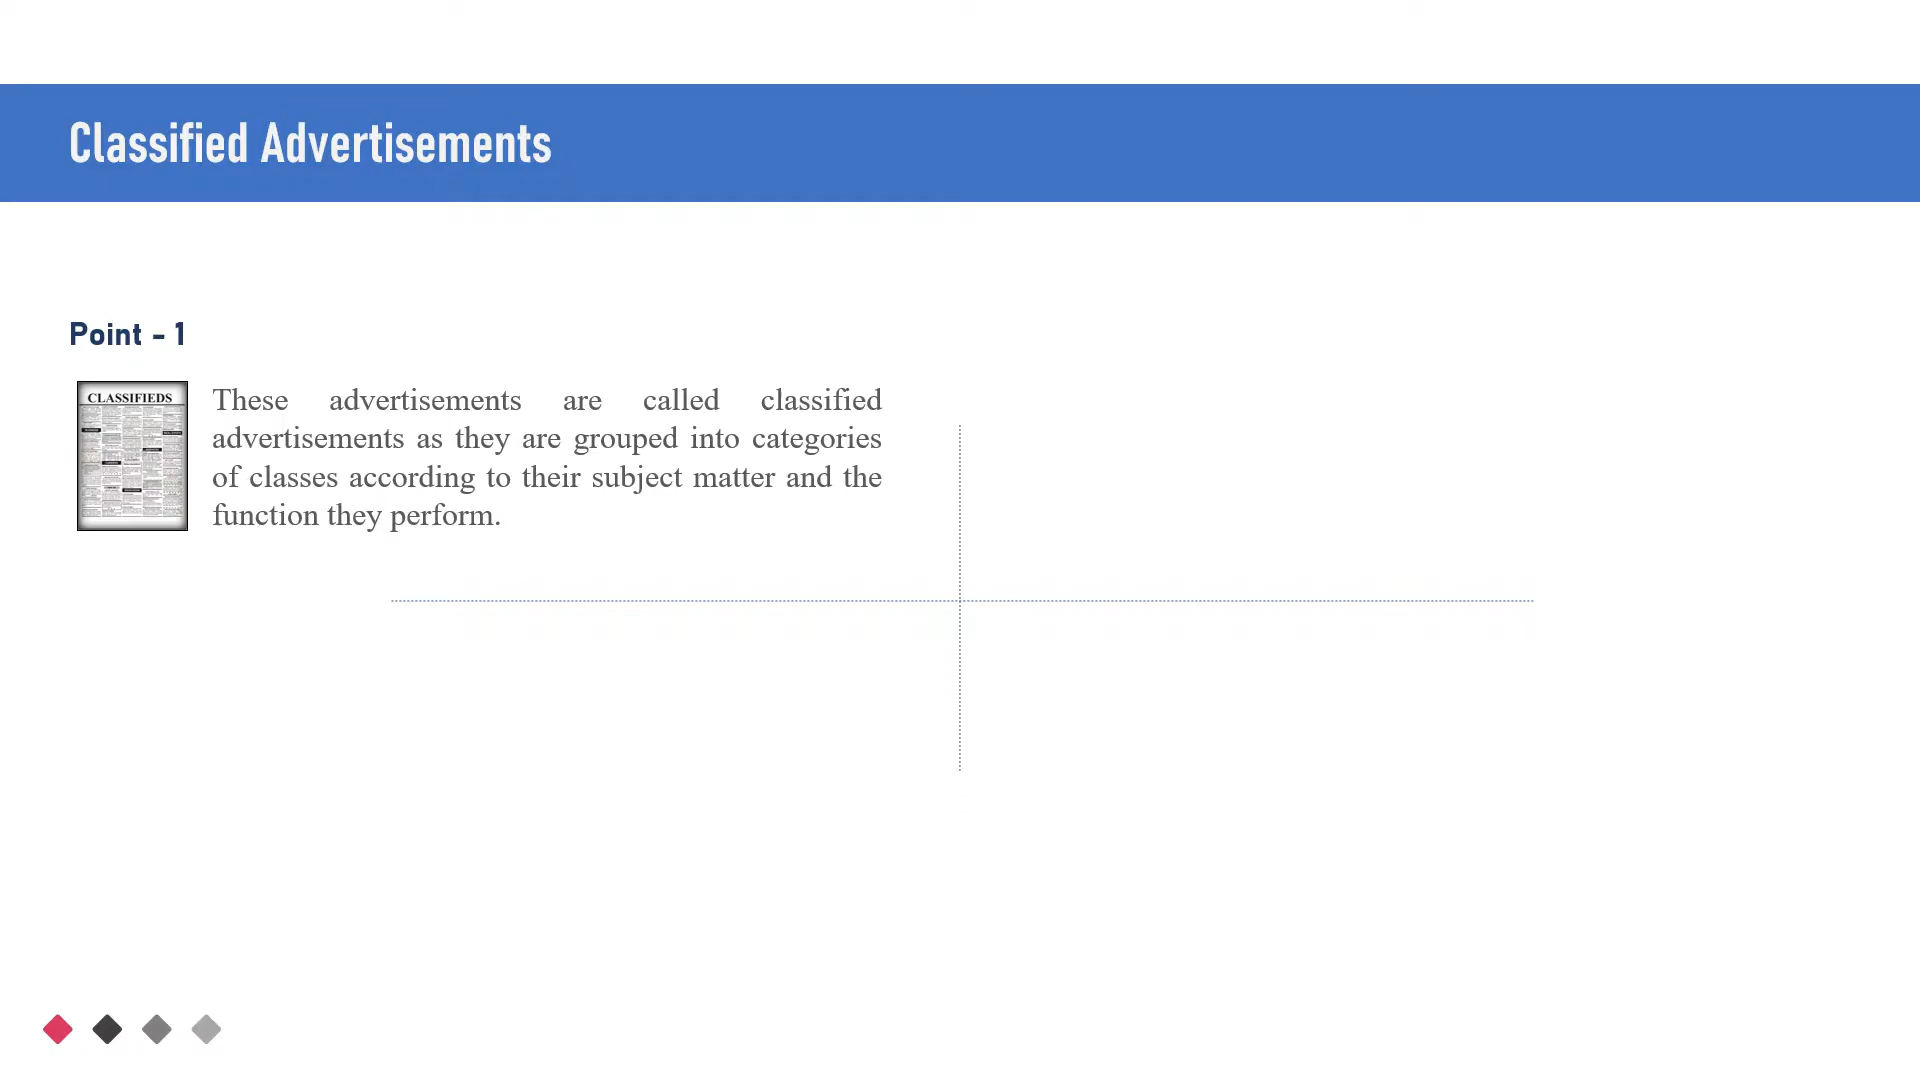 Classified Advertisements
Point - 1
CLASSIFIEDS
These advertisements are called classified
advertisements as they are grouped into categories
of classes according to their subject matter and the
function they perform.